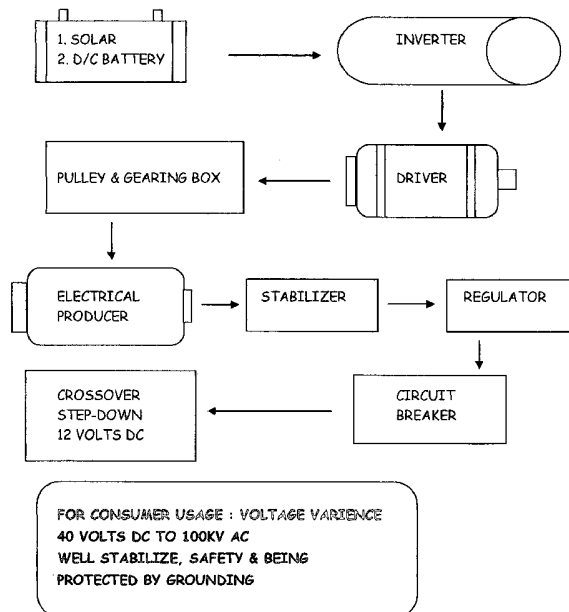 1. SOLAR
2. D/C BATTERY
INVERTER
DRIVER
PULLEY & GEARING BOX
ELECTRICAL
PRODUCER
STABILIZER
REGULATOR
CIRCUIT
BREAKER
CROSSOVER
STEP-DOWN
12 VOLTS DC
FOR CONSUMER USAGE : VOLTAGE VARIENCE
40 VOLTS DC TO 100KV AC
WELL STABILIZE, SAFETY & BEING
PROTECTED BY GROUNDING